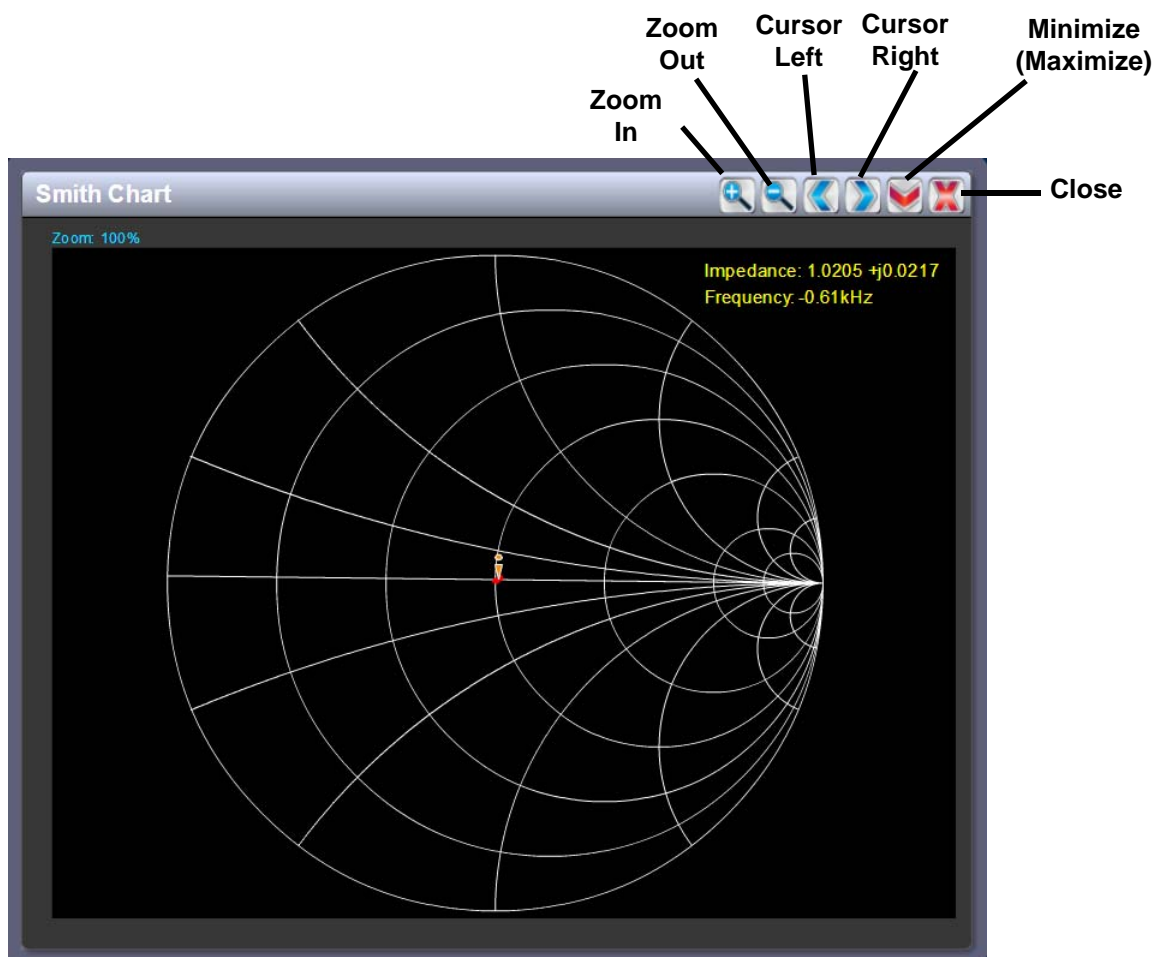 Zoom
Out
Cursor
Left
Cursor
Right
Minimize
(Maximize)
Zoom
In
Close
Smith Chart
Zoom: 100%
Impedance: 1.0205 +j0.0217
Frequency: -0.61kHz